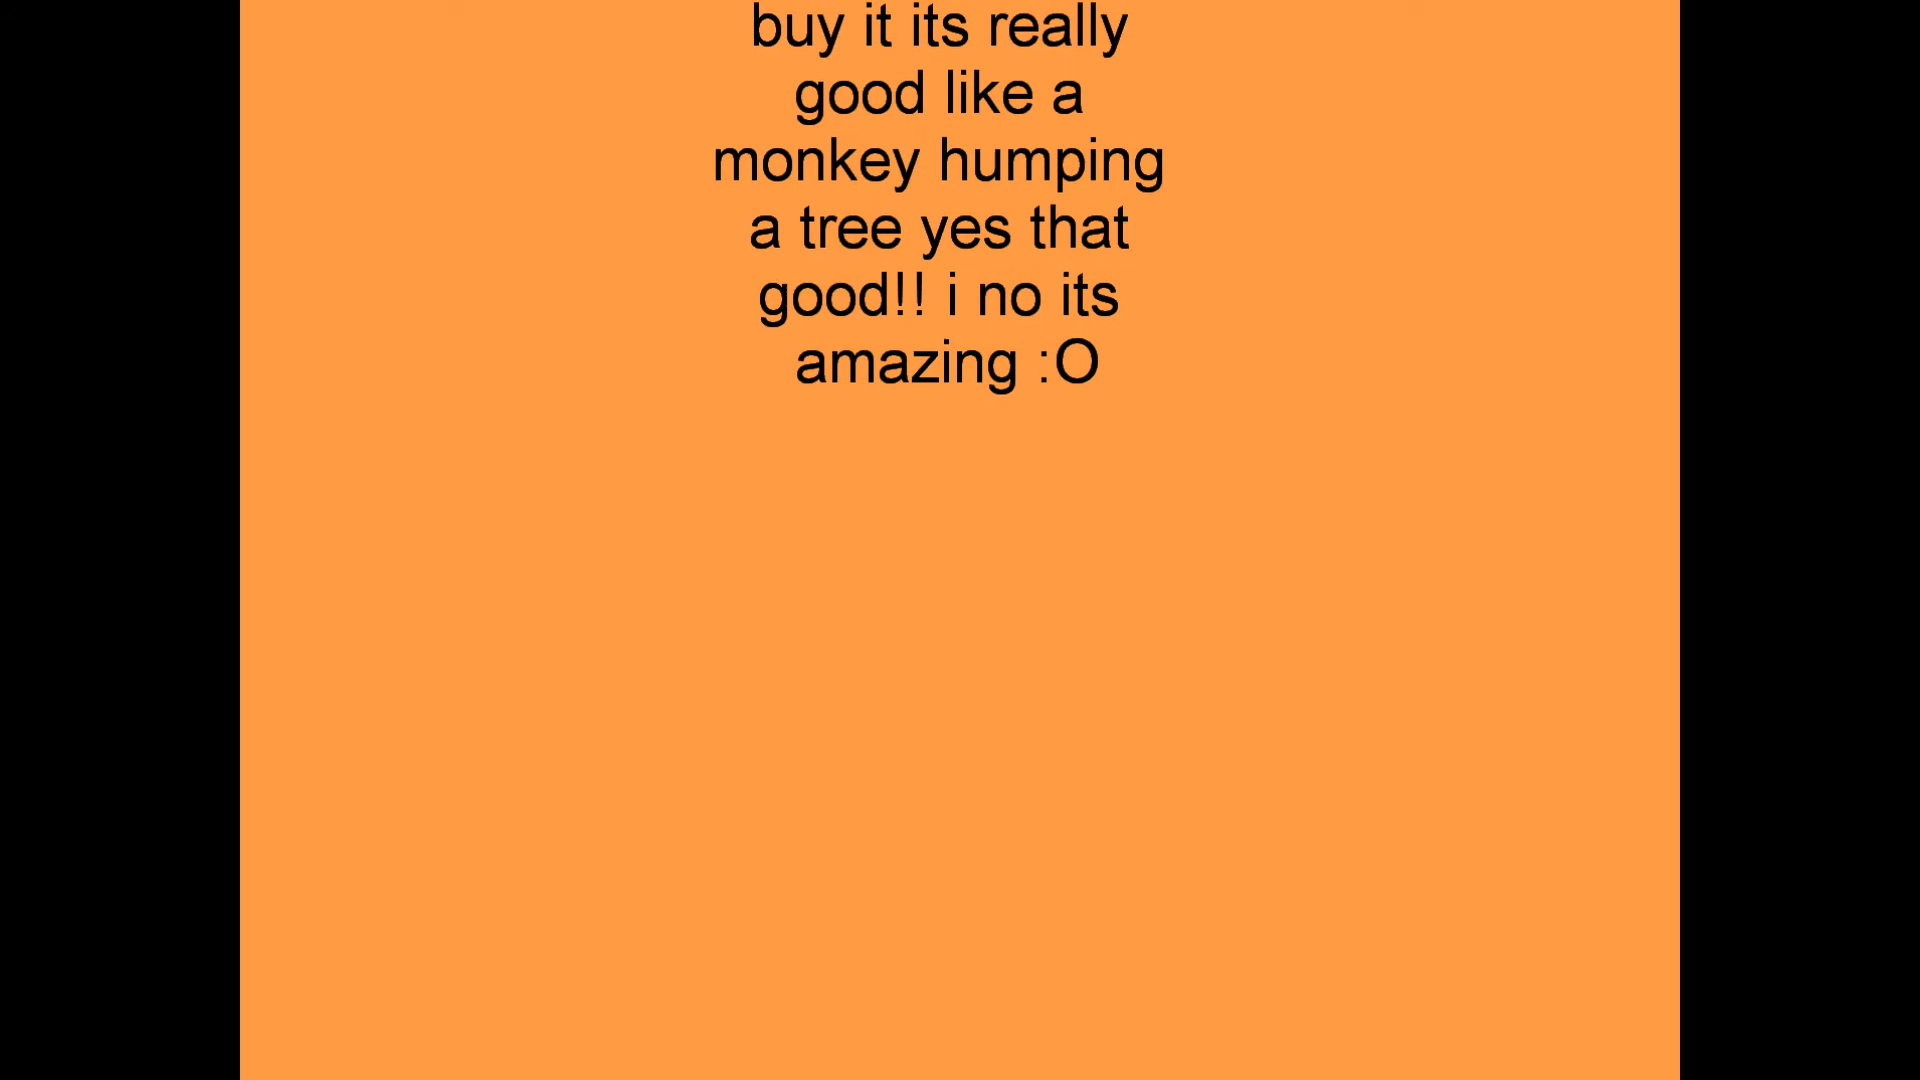 buy it its really
good like a
monkey humping
a tree yes that
good!! i no its
amazing :O